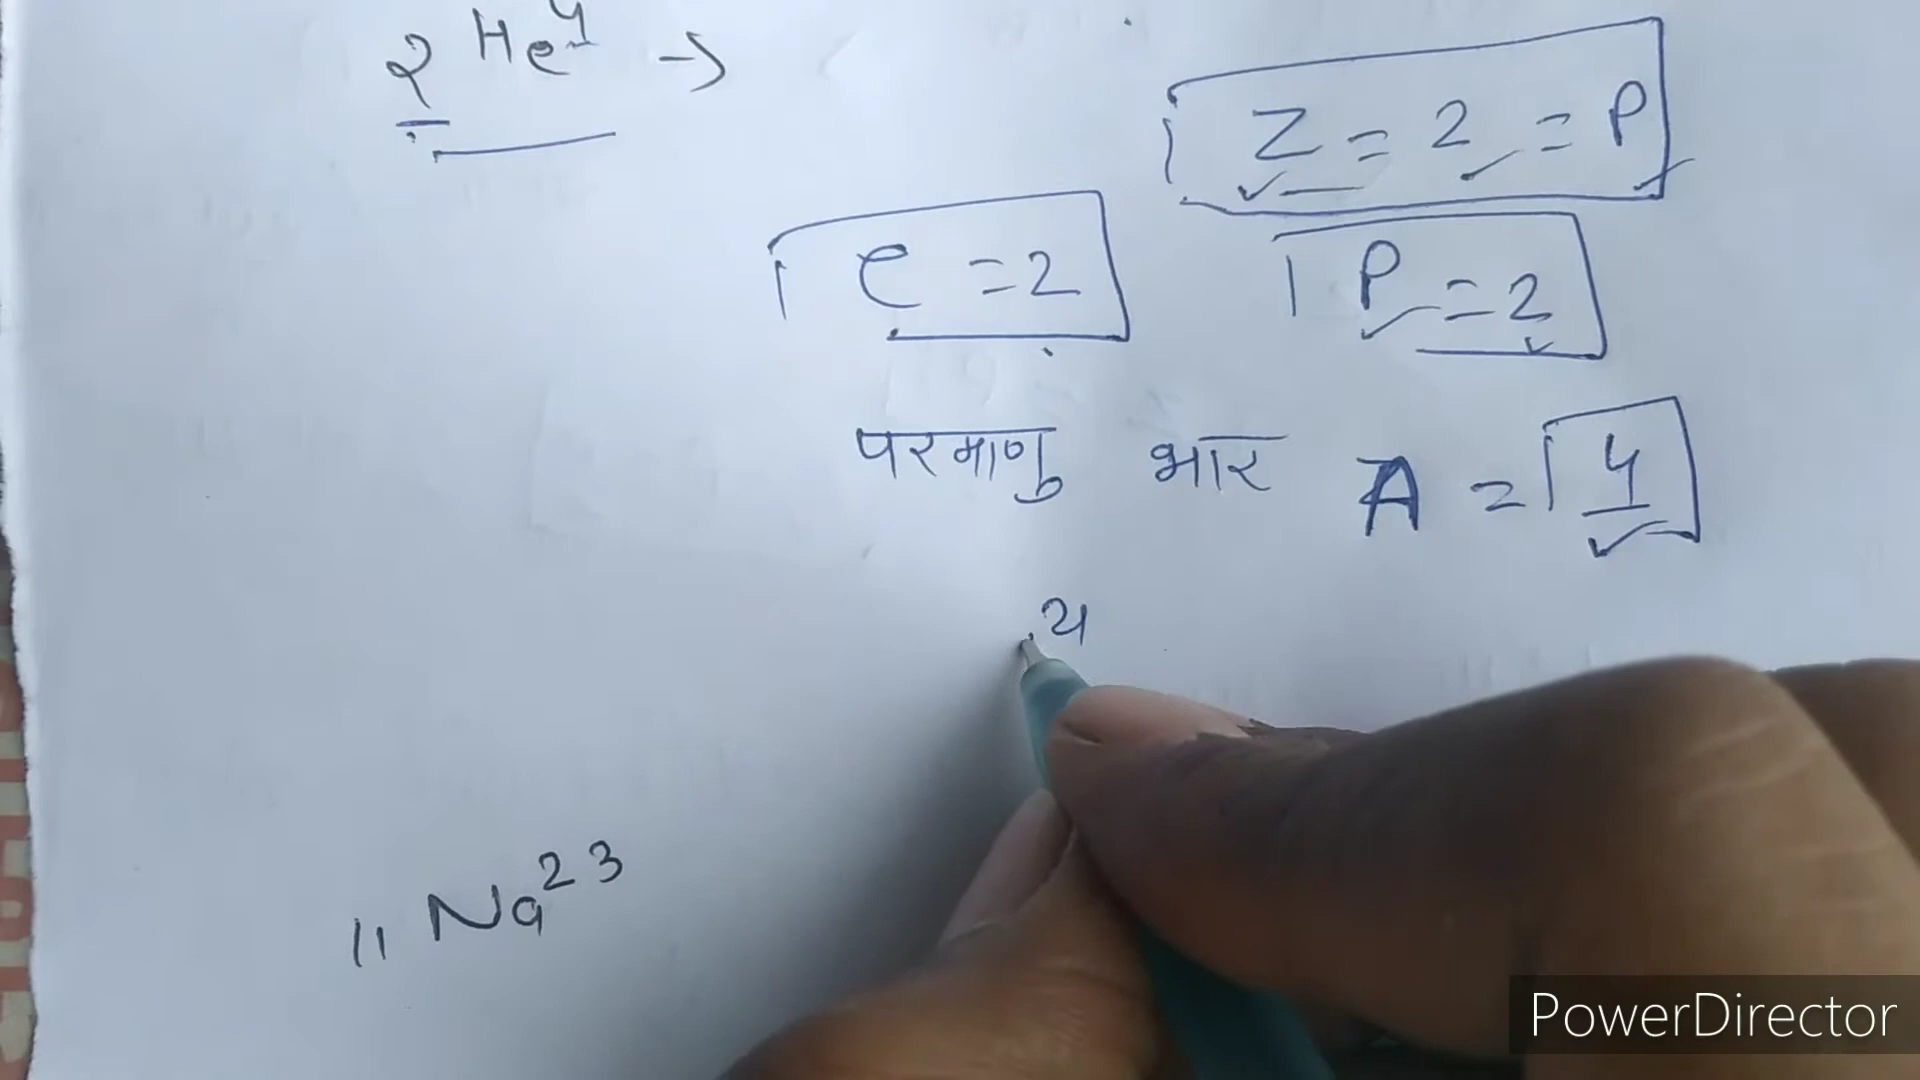 ₂He⁴ →
Z = 2 = P
e = 2
P = 2
परमाणु भार A = 4
₁₁Na²³
PowerDirector